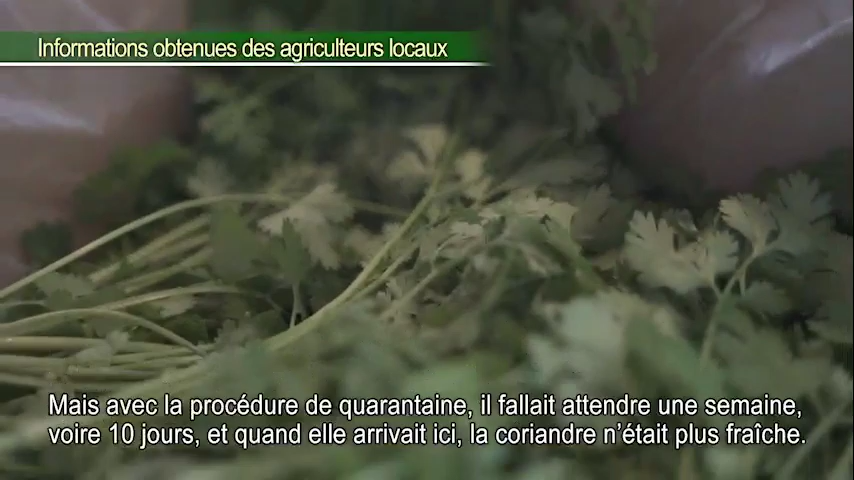 Informations obtenues des agriculteurs locaux
Mais avec la procédure de quarantaine, il fallait attendre une semaine,
voire 10 jours, et quand elle arrivait ici, la coriandre n’était plus fraîche.